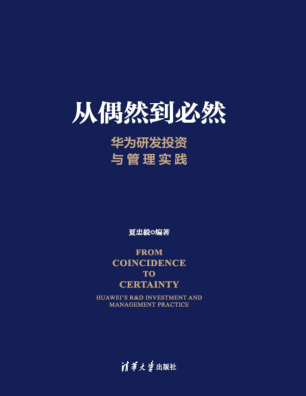 从偶然到必然
华为研发投资
与管理实践
夏忠毅◎编著
FROM
COINCIDENCE
TO
CERTAINTY
HUAWEI'S R&D INVESTMENT AND
MANAGEMENT PRACTICE
清华大学出版社